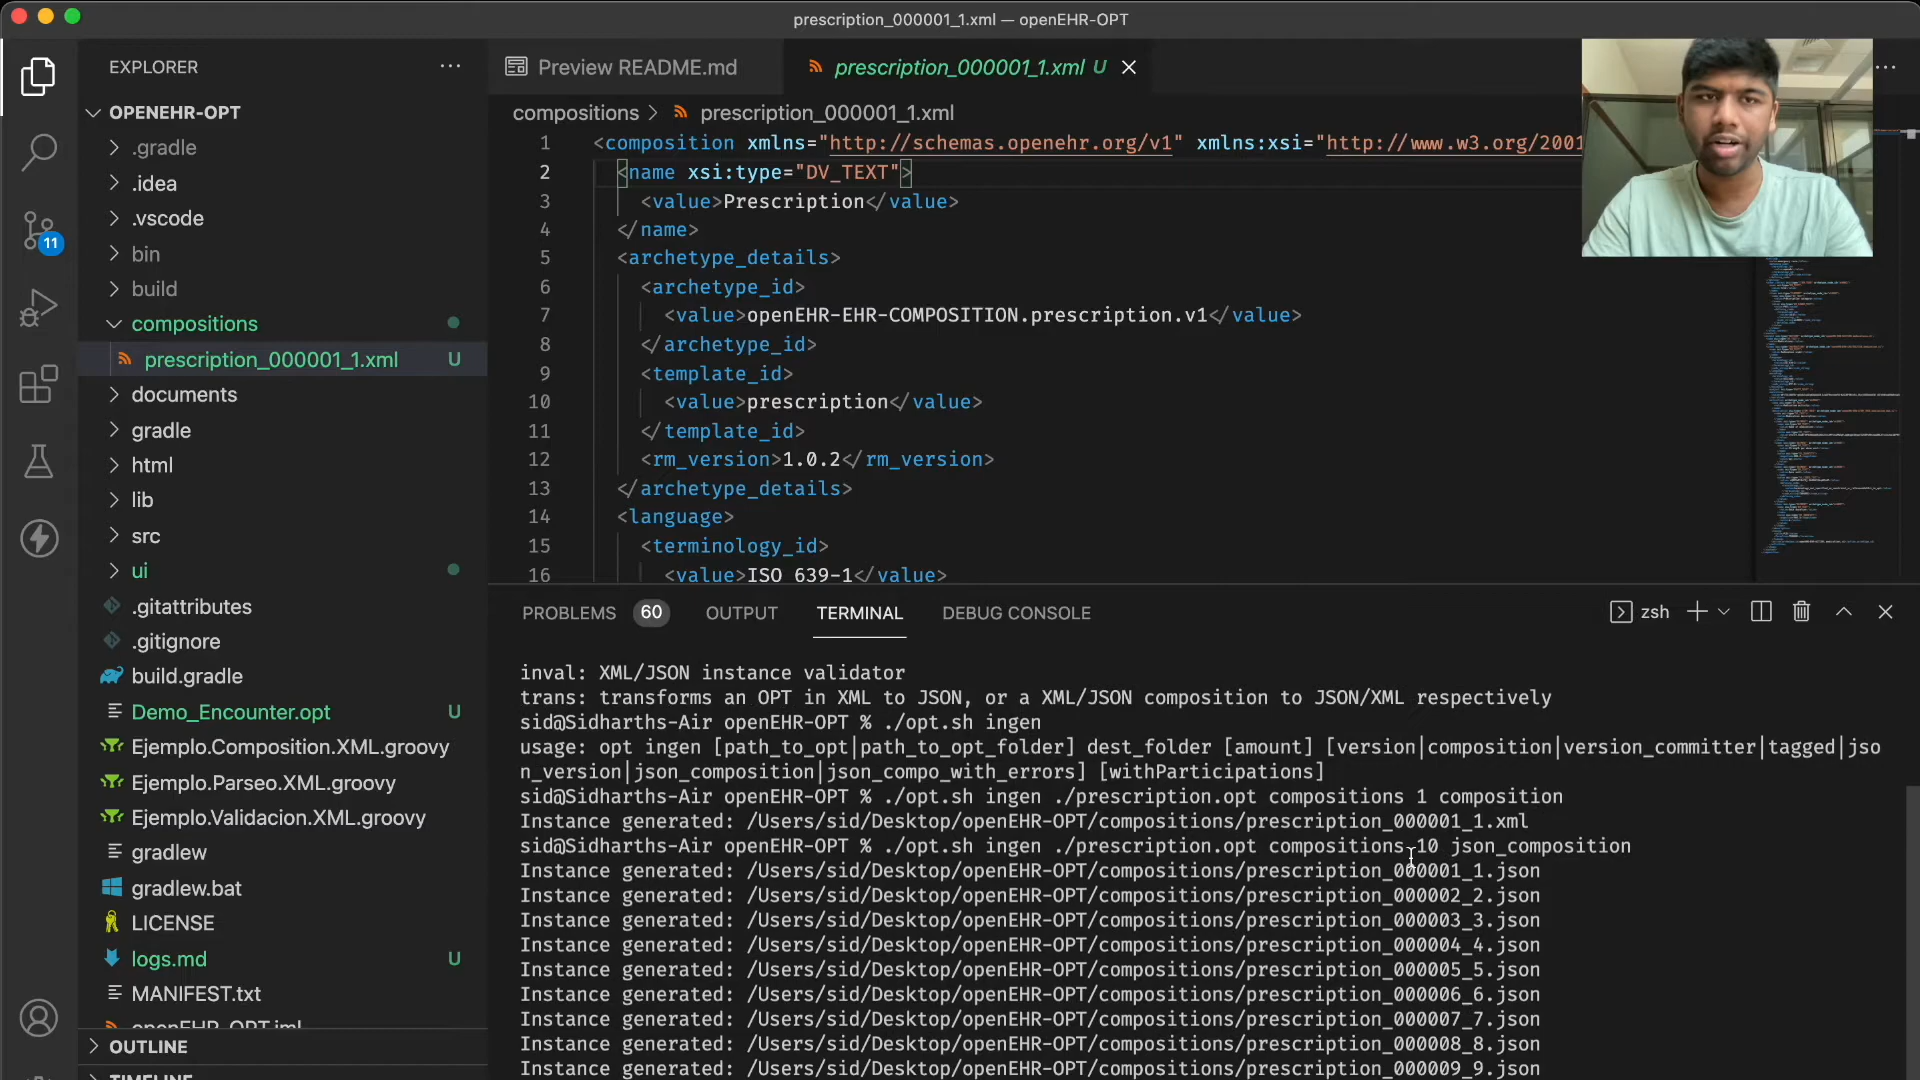 prescription_000001_1.xml — openEHR-OPT
EXPLORER
OPENEHR-OPT
.gradle
.idea
.vscode
bin
build
compositions
prescription_000001_1.xml U
documents
gradle
html
lib
src
ui
.gitattributes
.gitignore
build.gradle
Demo_Encounter.opt U
Ejemplo.Composition.XML.groovy
Ejemplo.Parseo.XML.groovy
Ejemplo.Validacion.XML.groovy
gradlew
gradlew.bat
LICENSE
logs.md U
MANIFEST.txt
openEHR_OPT.iml
OUTLINE
TIMELINE
11
Preview README.md
prescription_000001_1.xml U
compositions > prescription_000001_1.xml
1 <composition xmlns="http://schemas.openehr.org/v1" xmlns:xsi="http://www.w3.org/2001
2 <name xsi:type="DV_TEXT">
3 <value>Prescription</value>
4 </name>
5 <archetype_details>
6 <archetype_id>
7 <value>openEHR-EHR-COMPOSITION.prescription.v1</value>
8 </archetype_id>
9 <template_id>
10 <value>prescription</value>
11 </template_id>
12 <rm_version>1.0.2</rm_version>
13 </archetype_details>
14 <language>
15 <terminology_id>
16 <value>ISO_639-1</value>
PROBLEMS 60 OUTPUT TERMINAL DEBUG CONSOLE
zsh
inval: XML/JSON instance validator
trans: transforms an OPT in XML to JSON, or a XML/JSON composition to JSON/XML respectively
sid@Sidharths-Air openEHR-OPT % ./opt.sh ingen
usage: opt ingen [path_to_opt|path_to_opt_folder] dest_folder [amount] [version|composition|version_committer|tagged|jso
n_version|json_composition|json_compo_with_errors] [withParticipations]
sid@Sidharths-Air openEHR-OPT % ./opt.sh ingen ./prescription.opt compositions 1 composition
Instance generated: /Users/sid/Desktop/openEHR-OPT/compositions/prescription_000001_1.xml
sid@Sidharths-Air openEHR-OPT % ./opt.sh ingen ./prescription.opt compositions 10 json_composition
Instance generated: /Users/sid/Desktop/openEHR-OPT/compositions/prescription_000001_1.json
Instance generated: /Users/sid/Desktop/openEHR-OPT/compositions/prescription_000002_2.json
Instance generated: /Users/sid/Desktop/openEHR-OPT/compositions/prescription_000003_3.json
Instance generated: /Users/sid/Desktop/openEHR-OPT/compositions/prescription_000004_4.json
Instance generated: /Users/sid/Desktop/openEHR-OPT/compositions/prescription_000005_5.json
Instance generated: /Users/sid/Desktop/openEHR-OPT/compositions/prescription_000006_6.json
Instance generated: /Users/sid/Desktop/openEHR-OPT/compositions/prescription_000007_7.json
Instance generated: /Users/sid/Desktop/openEHR-OPT/compositions/prescription_000008_8.json
Instance generated: /Users/sid/Desktop/openEHR-OPT/compositions/prescription_000009_9.json